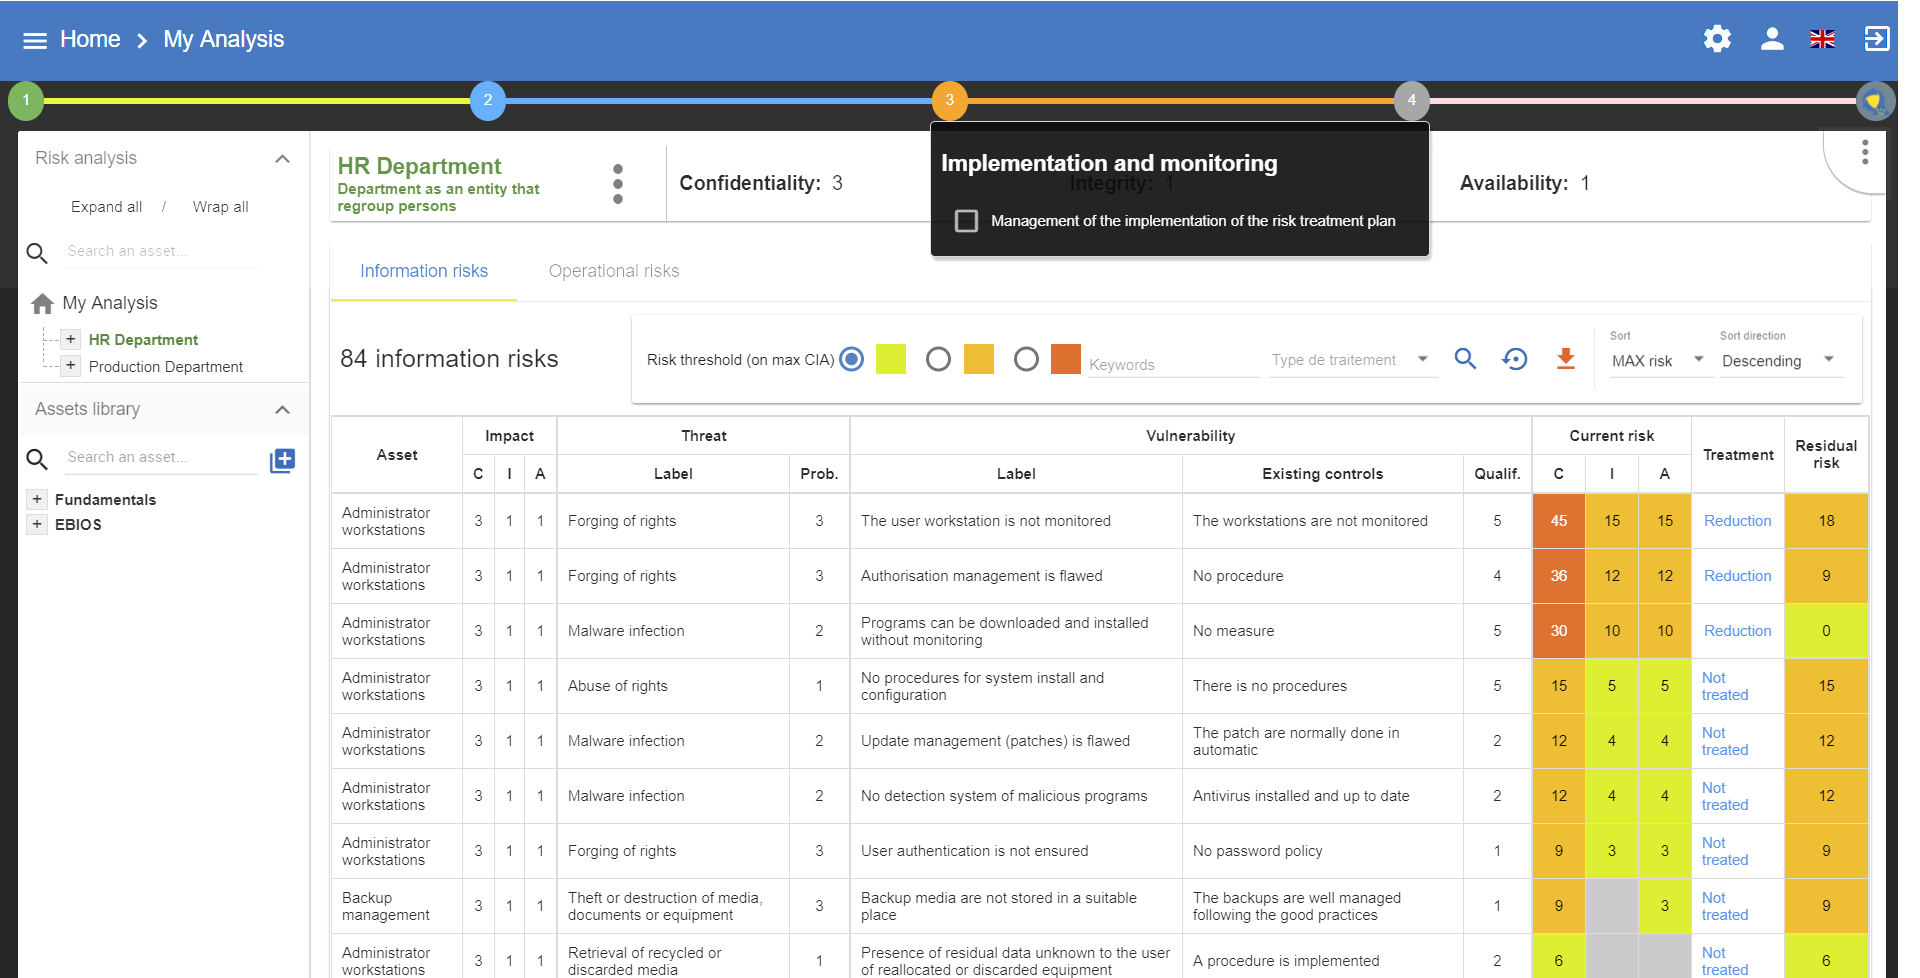 Home > My Analysis
1 2 3 4
Risk analysis
Expand all / Wrap all
Search an asset...
My Analysis
+ HR Department
+ Production Department
Assets library
Search an asset...
+ Fundamentals
+ EBIOS
HR Department
Department as an entity that
regroup persons
Confidentiality: 3
Integrity: 1
Availability: 1
Implementation and monitoring
Management of the implementation of the risk treatment plan
Information risks Operational risks
84 information risks
Risk threshold (on max CIA)
Keywords
Type de traitement
Sort
MAX risk
Sort direction
Descending
Asset Impact Threat Vulnerability Current risk Treatment Residual
risk
C I A Label Prob. Label Existing controls Qualif. C I A
Administrator
workstations
3 1 1 Forging of rights 3 The user workstation is not monitored The workstations are not monitored 5 45 15 15 Reduction 18
Administrator
workstations
3 1 1 Forging of rights 3 Authorisation management is flawed No procedure 4 36 12 12 Reduction 9
Administrator
workstations
3 1 1 Malware infection 2 Programs can be downloaded and installed
without monitoring
No measure 5 30 10 10 Reduction 0
Administrator
workstations
3 1 1 Abuse of rights 1 No procedures for system install and
configuration
There is no procedures 5 15 5 5 Not
treated
15
Administrator
workstations
3 1 1 Malware infection 2 Update management (patches) is flawed The patch are normally done in
automatic
2 12 4 4 Not
treated
12
Administrator
workstations
3 1 1 Malware infection 2 No detection system of malicious programs Antivirus installed and up to date 2 12 4 4 Not
treated
12
Administrator
workstations
3 1 1 Forging of rights 3 User authentication is not ensured No password policy 1 9 3 3 Not
treated
9
Backup
management
3 1 1 Theft or destruction of media,
documents or equipment
3 Backup media are not stored in a suitable
place
The backups are well managed
following the good practices
1 9 3 Not
treated
9
Administrator
workstations
3 1 1 Retrieval of recycled or
discarded media
1 Presence of residual data unknown to the user
of reallocated or discarded equipment
A procedure is implemented 2 6 Not
treated
6